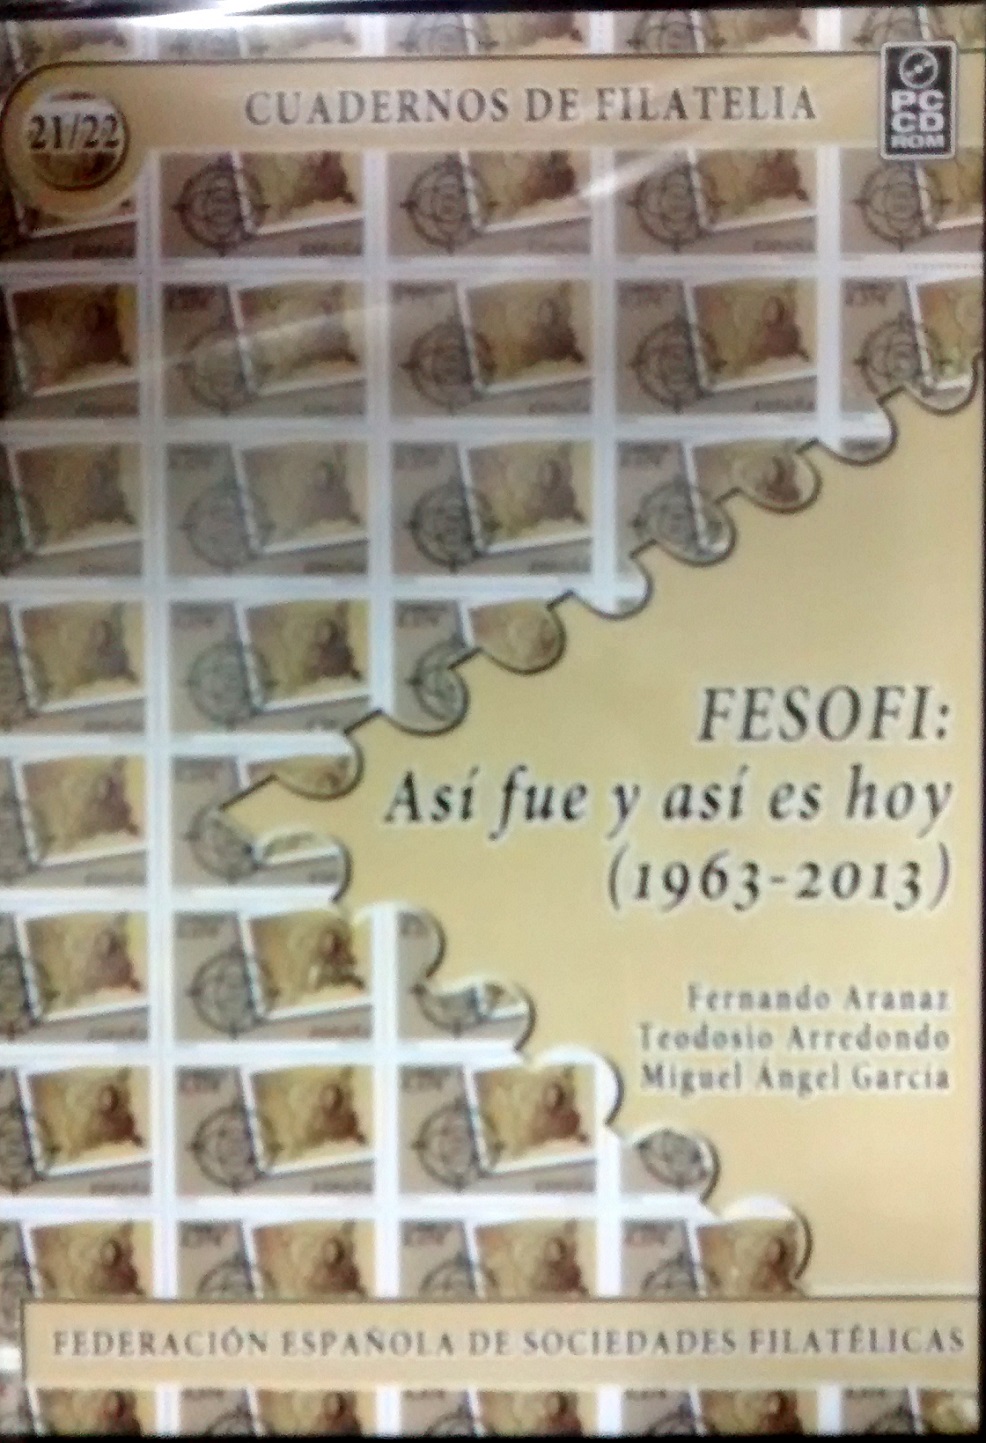 CUADERNOS DE FILATELIA
21/22
PC
CD
ROM
FESOFI:
Así fue y así es hoy
(1963-2013)
Fernando Aranaz
Teodosio Arredondo
Miguel Ángel García
FEDERACIÓN ESPAÑOLA DE SOCIEDADES FILATÉLICAS